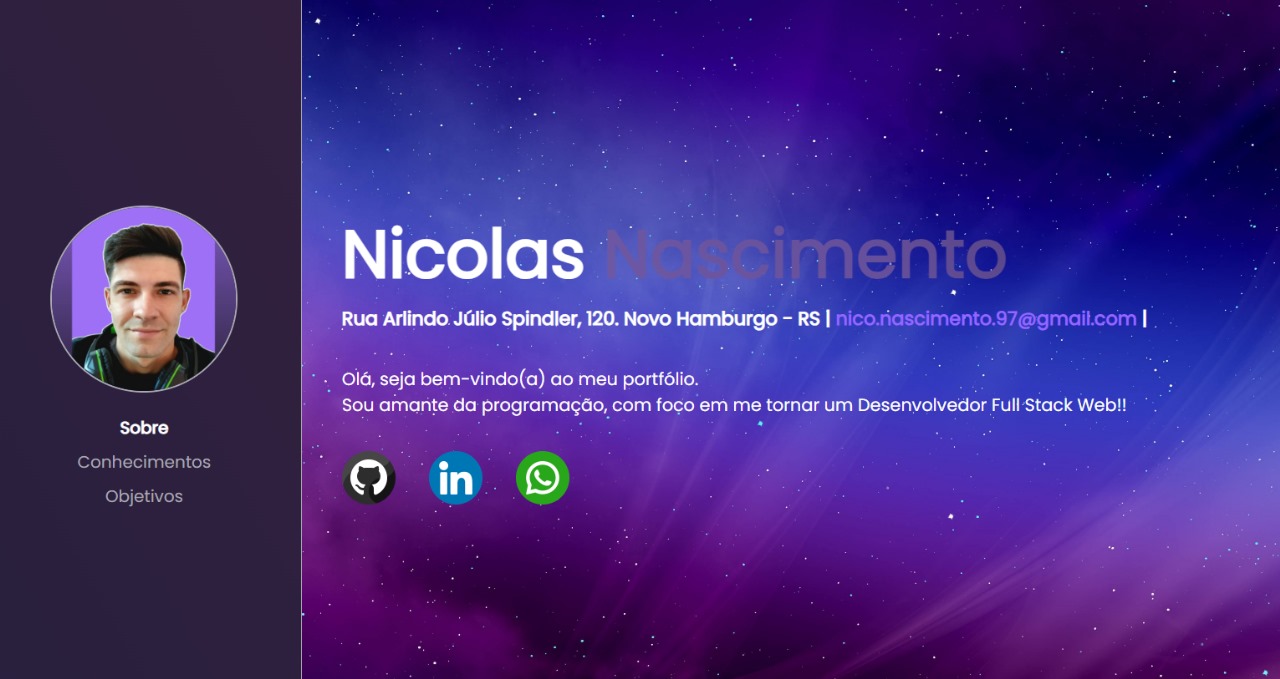 Sobre
Conhecimentos
Objetivos
Nicolas Nascimento
Rua Arlindo Júlio Spindler, 120. Novo Hamburgo - RS | nico.nascimento.97@gmail.com |
Olá, seja bem-vindo(a) ao meu portfólio.
Sou amante da programação, com foco em me tornar um Desenvolvedor Full Stack Web!!
in